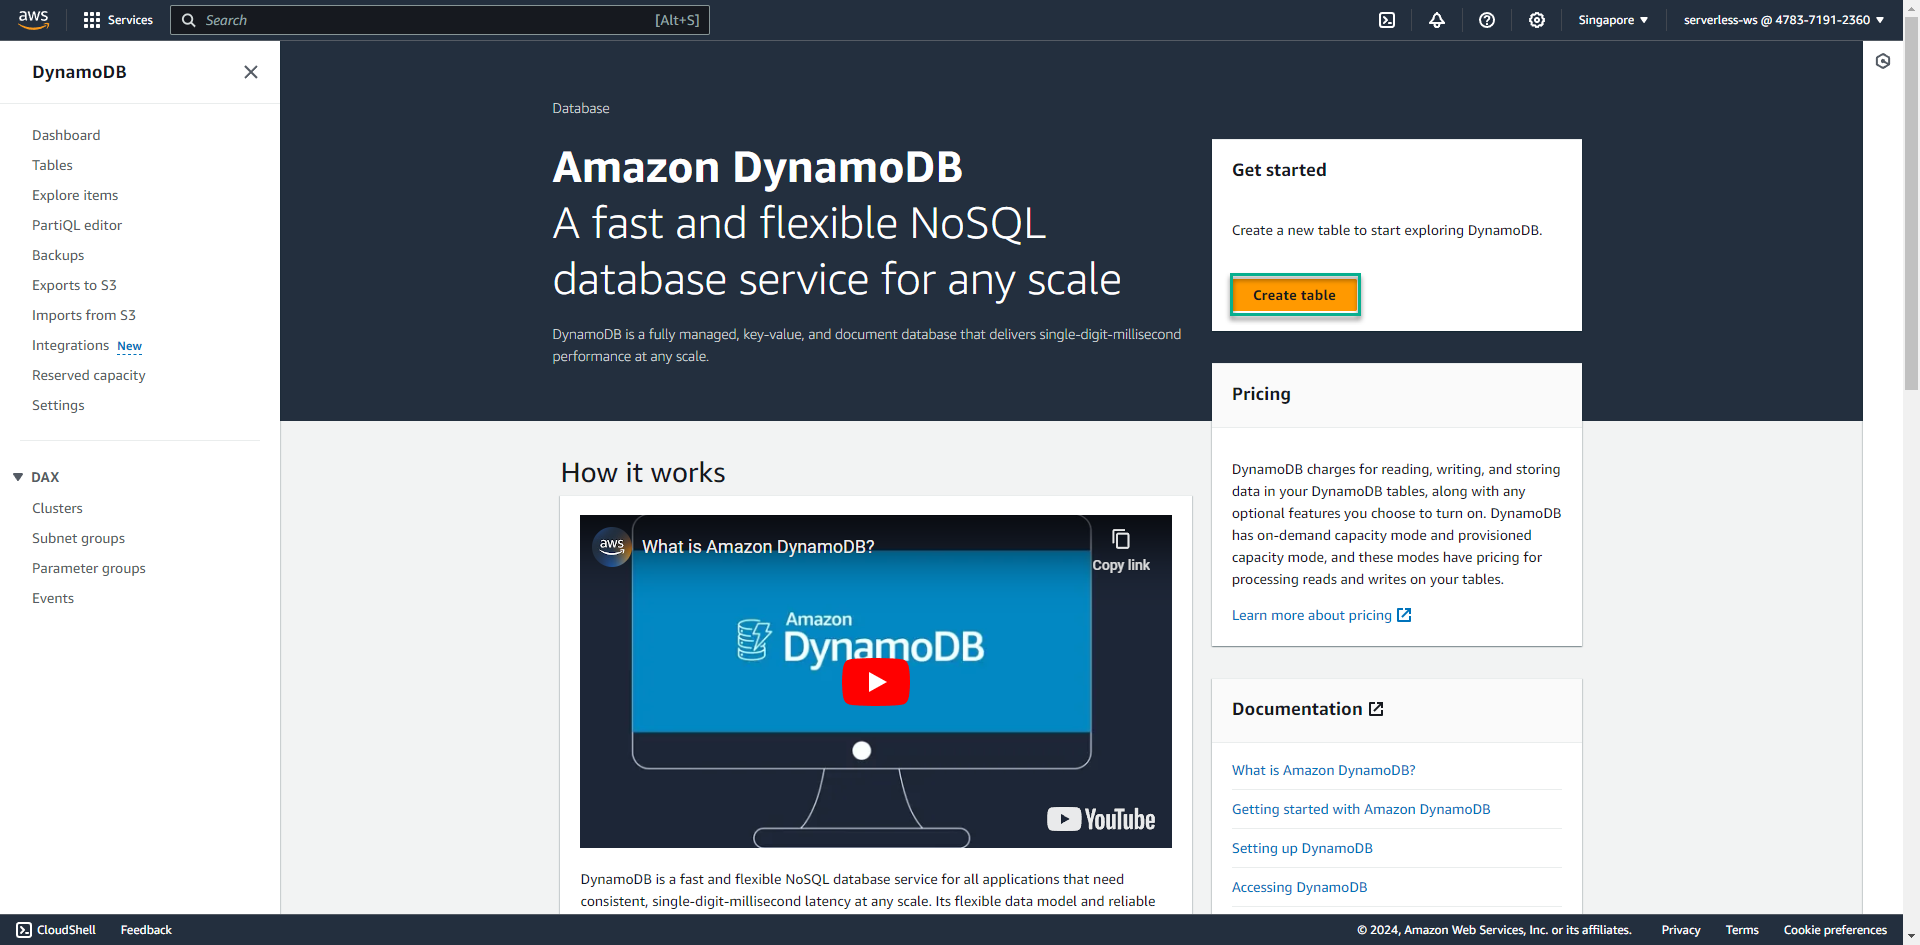 aws
Services
Search
[Alt+S]
Singapore
serverless-ws @ 4783-7191-2360
DynamoDB
Dashboard
Tables
Explore items
PartiQL editor
Backups
Exports to S3
Imports from S3
Integrations New
Reserved capacity
Settings
DAX
Clusters
Subnet groups
Parameter groups
Events
Database
Amazon DynamoDB
A fast and flexible NoSQL
database service for any scale
DynamoDB is a fully managed, key-value, and document database that delivers single-digit-millisecond
performance at any scale.
Get started
Create a new table to start exploring DynamoDB.
Create table
Pricing
DynamoDB charges for reading, writing, and storing
data in your DynamoDB tables, along with any
optional features you choose to turn on. DynamoDB
has on-demand capacity mode and provisioned
capacity mode, and these modes have pricing for
processing reads and writes on your tables.
Learn more about pricing
How it works
aws
What is Amazon DynamoDB?
Copy link
Amazon
DynamoDB
YouTube
DynamoDB is a fast and flexible NoSQL database service for all applications that need
consistent, single-digit-millisecond latency at any scale. Its flexible data model and reliable
Documentation
What is Amazon DynamoDB?
Getting started with Amazon DynamoDB
Setting up DynamoDB
Accessing DynamoDB
CloudShell
Feedback
© 2024, Amazon Web Services, Inc. or its affiliates.
Privacy
Terms
Cookie preferences